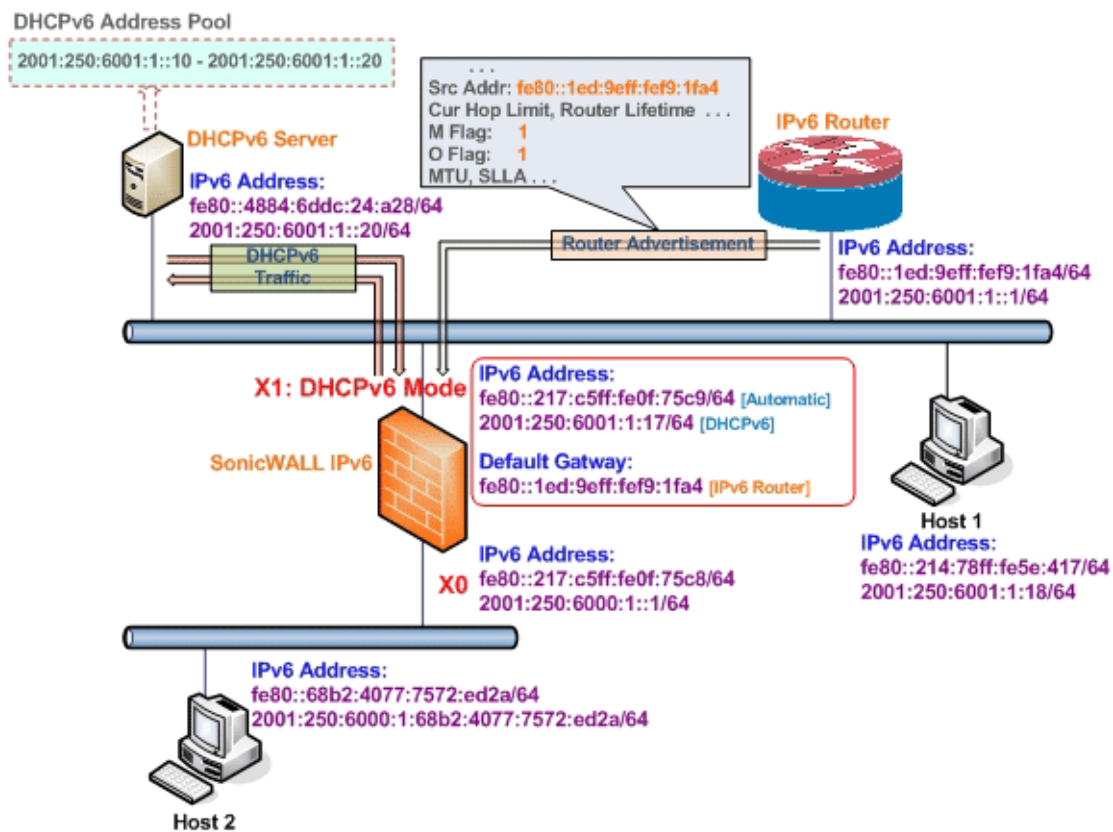 DHCPv6 Address Pool
2001:250:6001:1::10 - 2001:250:6001:1::20
. . .
Src Addr: fe80::1ed:9eff:fef9:1fa4
Cur Hop Limit, Router Lifetime . . .
M Flag: 1
O Flag: 1
MTU, SLLA . . .
IPv6 Router
DHCPv6 Server
IPv6 Address:
fe80::4884:6ddc:24:a28/64
2001:250:6001:1::20/64
DHCPv6
Traffic
Router Advertisement
IPv6 Address:
fe80::1ed:9eff:fef9:1fa4/64
2001:250:6001:1::1/64
X1: DHCPv6 Mode
IPv6 Address:
fe80::217:c5ff:fe0f:75c9/64 [Automatic]
2001:250:6001:1:17/64 [DHCPv6]
Default Gatway:
fe80::1ed:9eff:fef9:1fa4 [IPv6 Router]
SonicWALL IPv6
Host 1
IPv6 Address:
fe80::214:78ff:fe5e:417/64
2001:250:6001:1:18/64
X0
IPv6 Address:
fe80::217:c5ff:fe0f:75c8/64
2001:250:6000:1::1/64
IPv6 Address:
fe80::68b2:4077:7572:ed2a/64
2001:250:6000:1:68b2:4077:7572:ed2a/64
Host 2